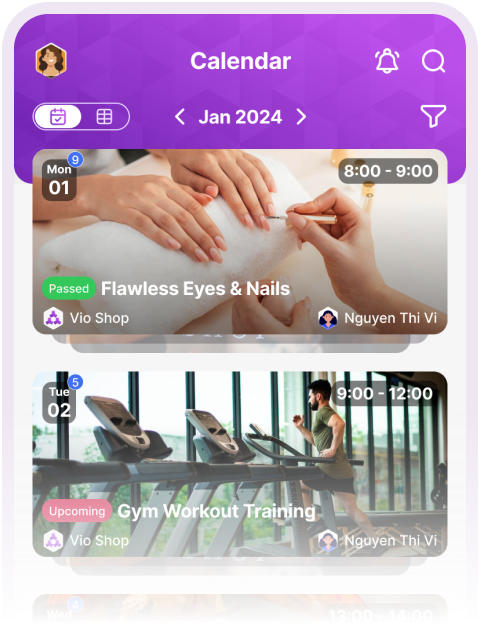 Calendar
Jan 2024
9
Mon
01
8:00 - 9:00
Passed
Flawless Eyes & Nails
Vio Shop
Nguyen Thi Vi
5
Tue
02
9:00 - 12:00
Upcoming
Gym Workout Training
Vio Shop
Nguyen Thi Vi
4
Wed
13:00 - 14:00